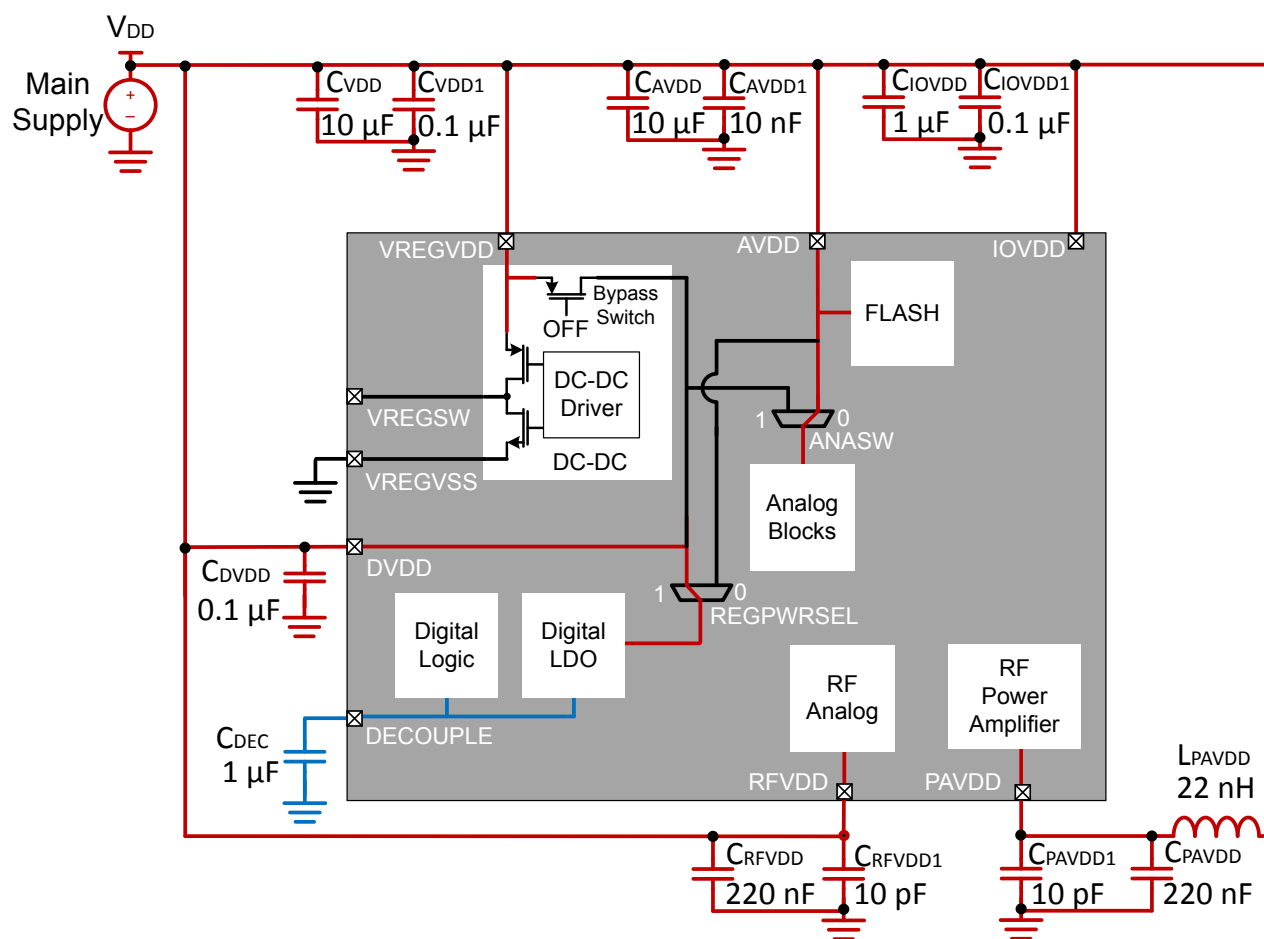 VDD
Main
Supply
+
−
CVDD
10 µF
CVDD1
0.1 µF
CAVDD
10 µF
CAVDD1
10 nF
CIOVDD
1 µF
CIOVDD1
0.1 µF
VREGVDD
AVDD
IOVDD
Bypass
Switch
OFF
FLASH
DC-DC
Driver
DC-DC
VREGSW
VREGVSS
1
0
ANASW
Analog
Blocks
DVDD
CDVDD
0.1 µF
1
0
REGPWRSEL
Digital
Logic
Digital
LDO
RF
Analog
RF
Power
Amplifier
DECOUPLE
CDEC
1 µF
RFVDD
PAVDD
LPAVDD
22 nH
CRFVDD
220 nF
CRFVDD1
10 pF
CPAVDD1
10 pF
CPAVDD
220 nF